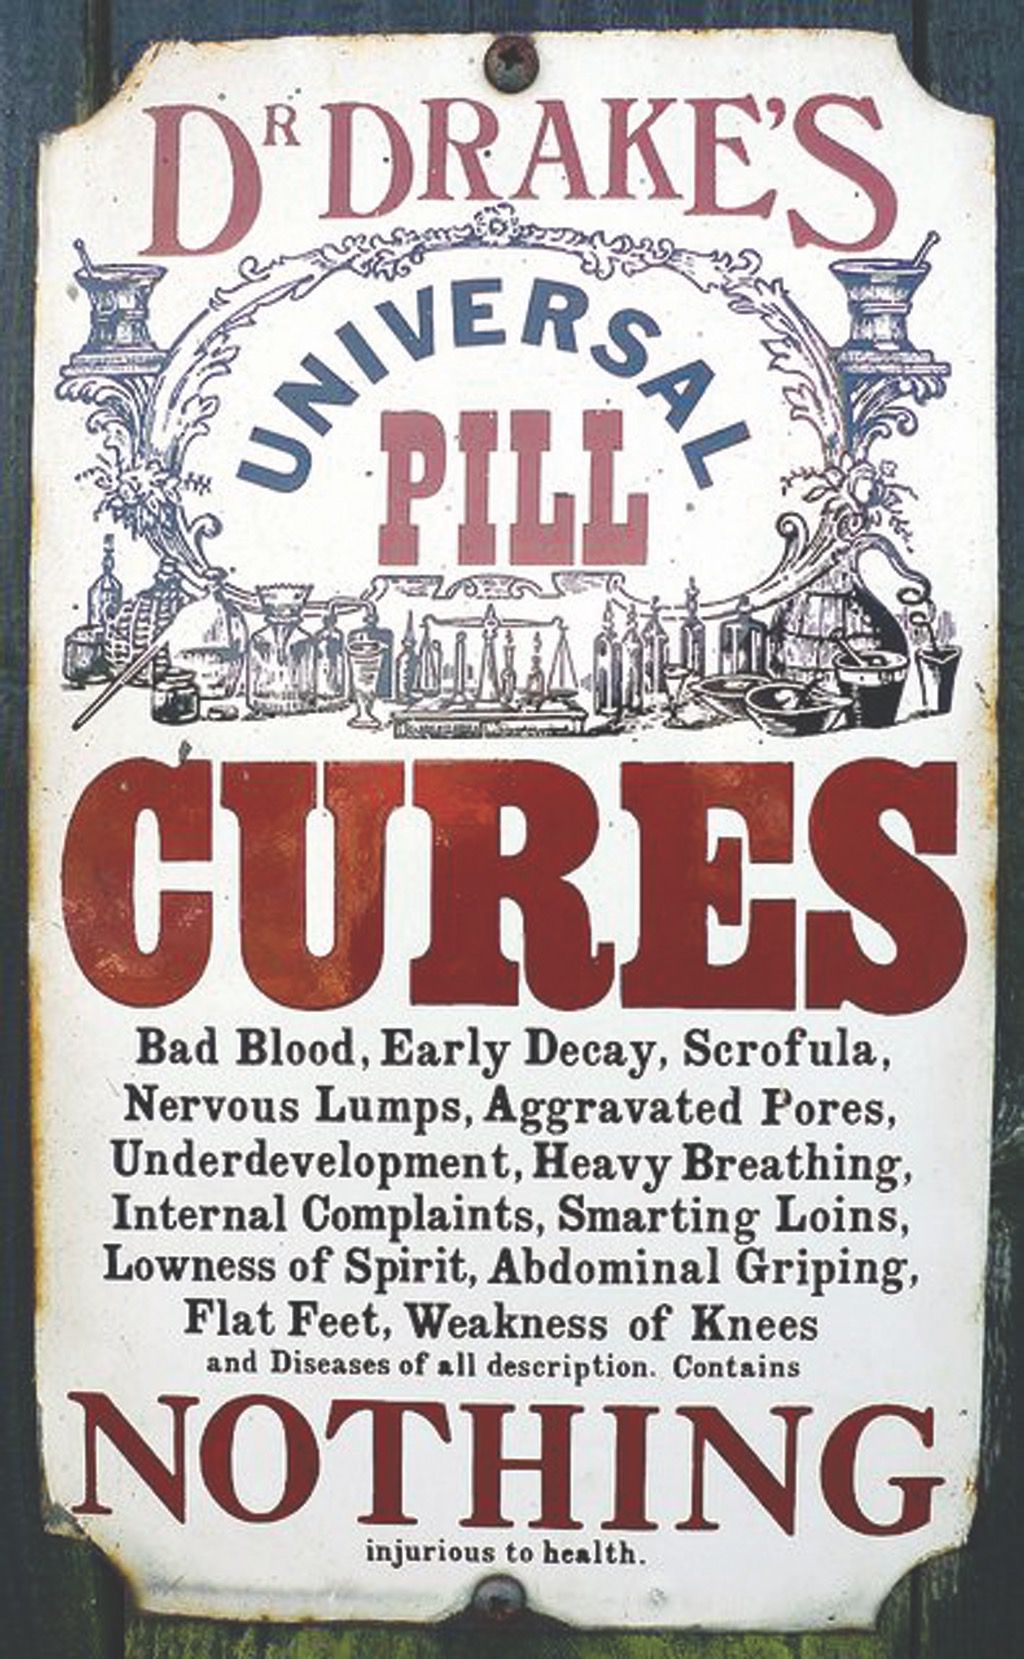 DR DRAKE'S
UNIVERSAL
PILL
CURES
Bad Blood, Early Decay, Scrofula,
Nervous Lumps, Aggravated Pores,
Underdevelopment, Heavy Breathing,
Internal Complaints, Smarting Loins,
Lowness of Spirit, Abdominal Griping,
Flat Feet, Weakness of Knees
and Diseases of all description. Contains
NOTHING
injurious to health.